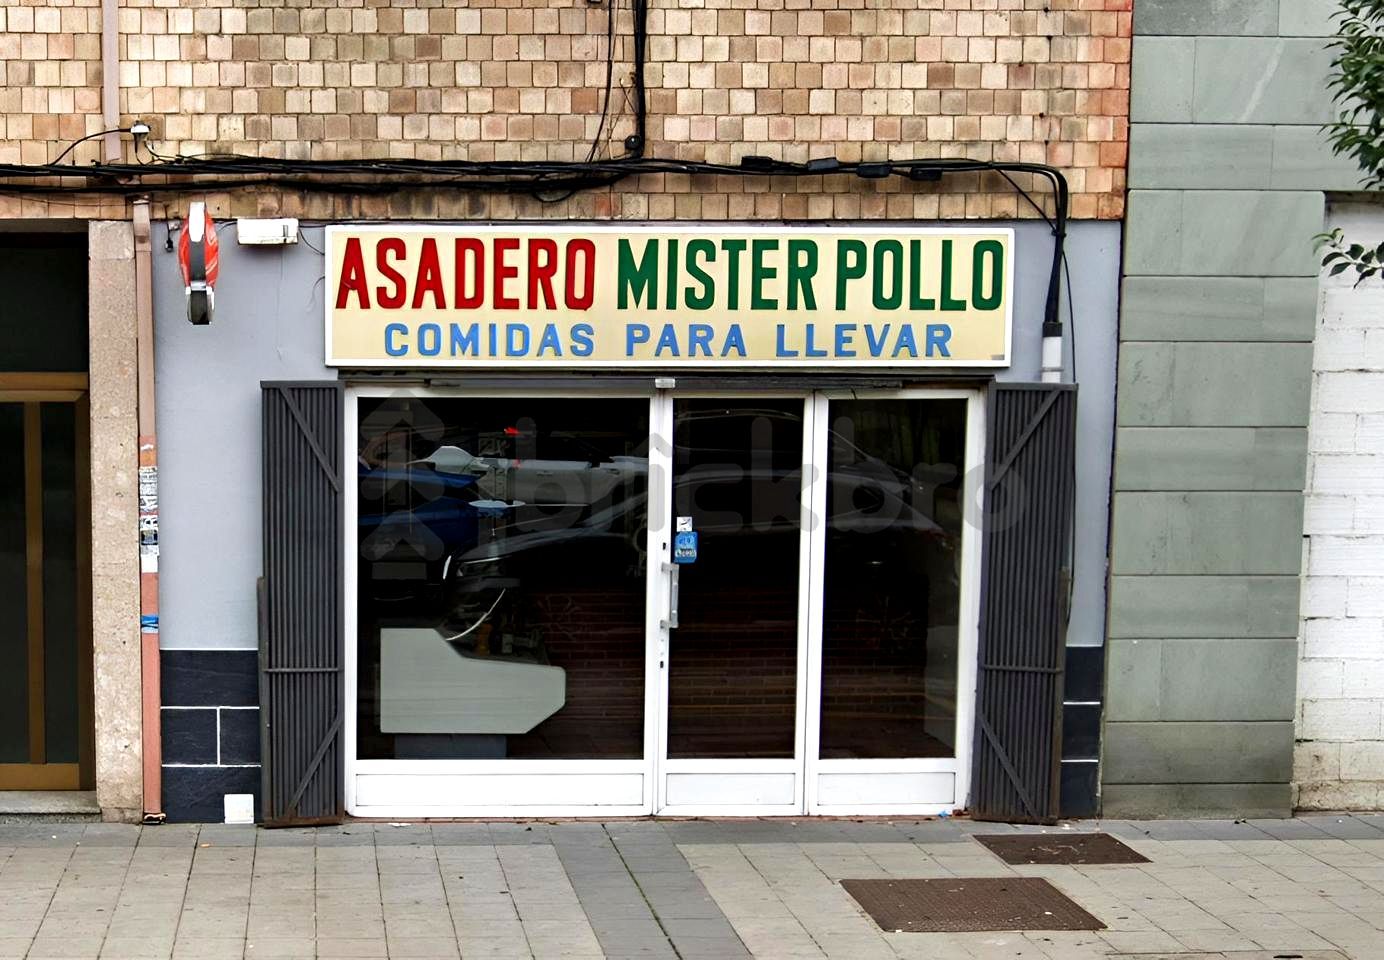 ASADERO MISTER POLLO
COMIDAS PARA LLEVAR
brickbro